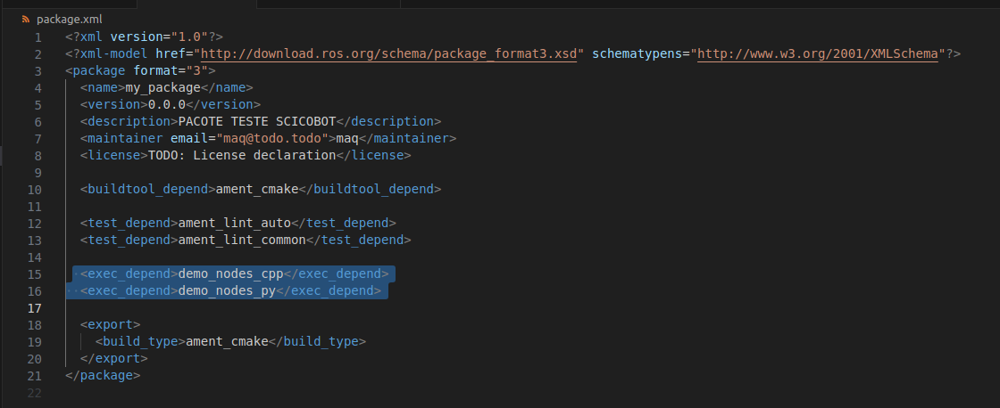 package.xml
1 <?xml version="1.0"?>
2 <?xml-model href="http://download.ros.org/schema/package_format3.xsd" schematypens="http://www.w3.org/2001/XMLSchema"?>
3 <package format="3">
4 <name>my_package</name>
5 <version>0.0.0</version>
6 <description>PACOTE TESTE SCICOBOT</description>
7 <maintainer email="maq@todo.todo">maq</maintainer>
8 <license>TODO: License declaration</license>
9
10 <buildtool_depend>ament_cmake</buildtool_depend>
11
12 <test_depend>ament_lint_auto</test_depend>
13 <test_depend>ament_lint_common</test_depend>
14
15 <exec_depend>demo_nodes_cpp</exec_depend>
16 <exec_depend>demo_nodes_py</exec_depend>
17
18 <export>
19 <build_type>ament_cmake</build_type>
20 </export>
21 </package>
22